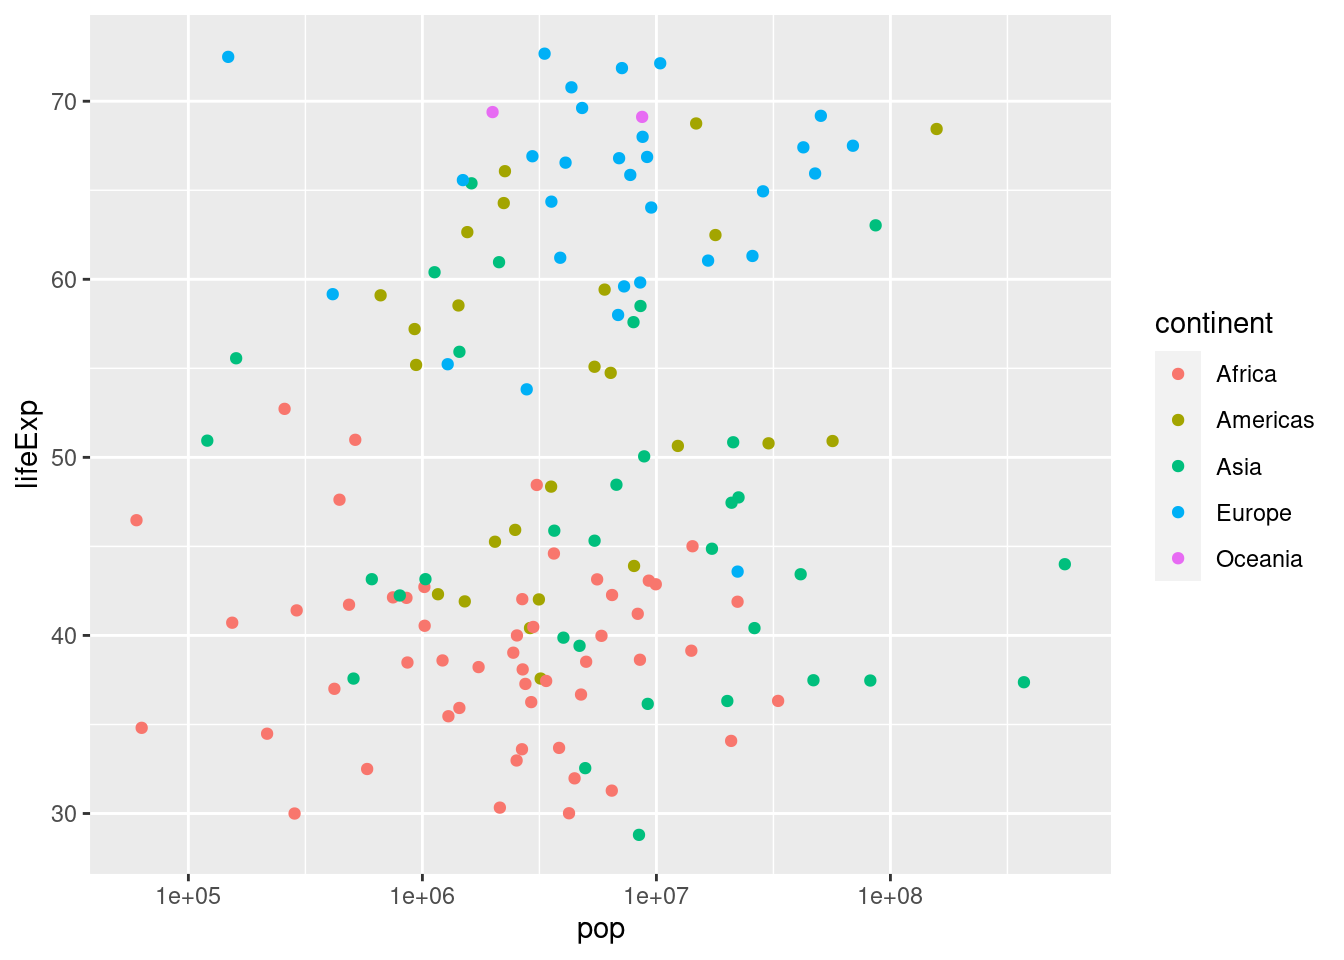 70
60
50
40
30
lifeExp
1e+05 1e+06 1e+07 1e+08
pop
continent
Africa
Americas
Asia
Europe
Oceania